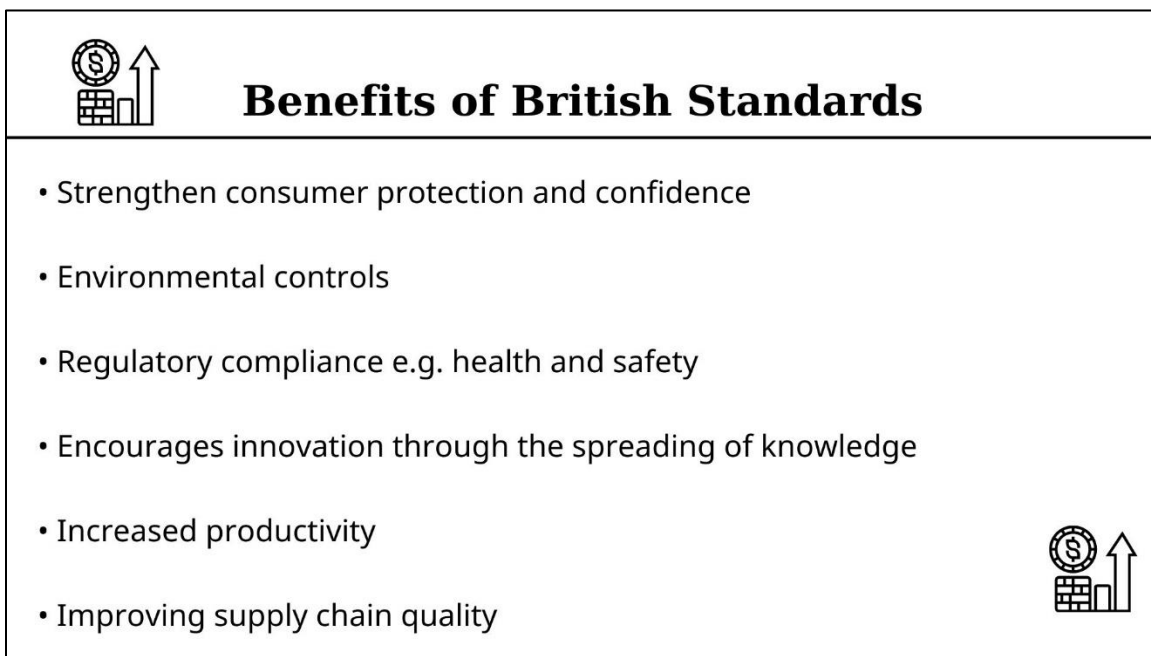 Benefits of British Standards
• Strengthen consumer protection and confidence
• Environmental controls
• Regulatory compliance e.g. health and safety
• Encourages innovation through the spreading of knowledge
• Increased productivity
• Improving supply chain quality